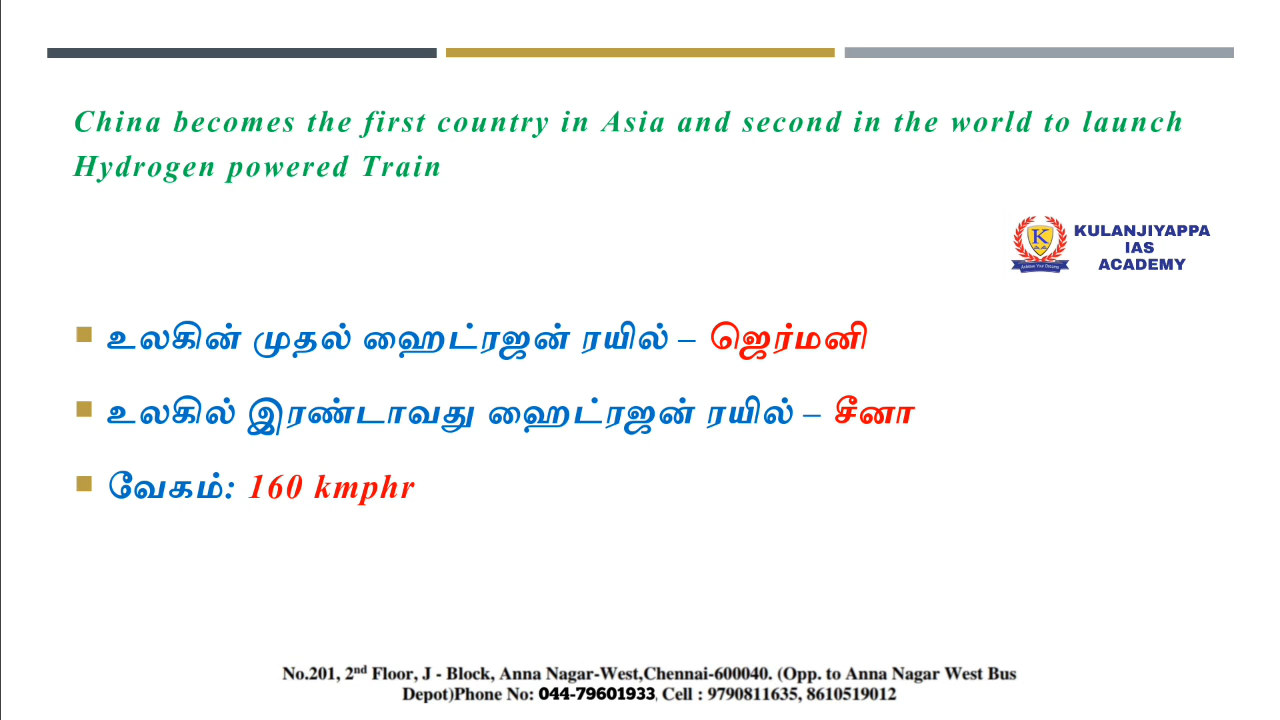 China becomes the first country in Asia and second in the world to launch
Hydrogen powered Train
K
Achieve Your Destiny
KULANJIYAPPA
IAS
ACADEMY
உலகின் முதல் ஹைட்ரஜன் ரயில் – ஜெர்மனி
உலகில் இரண்டாவது ஹைட்ரஜன் ரயில் – சீனா
வேகம்: 160 kmphr
No.201, 2nd Floor, J - Block, Anna Nagar-West,Chennai-600040. (Opp. to Anna Nagar West Bus
Depot)Phone No: 044-79601933, Cell : 9790811635, 8610519012